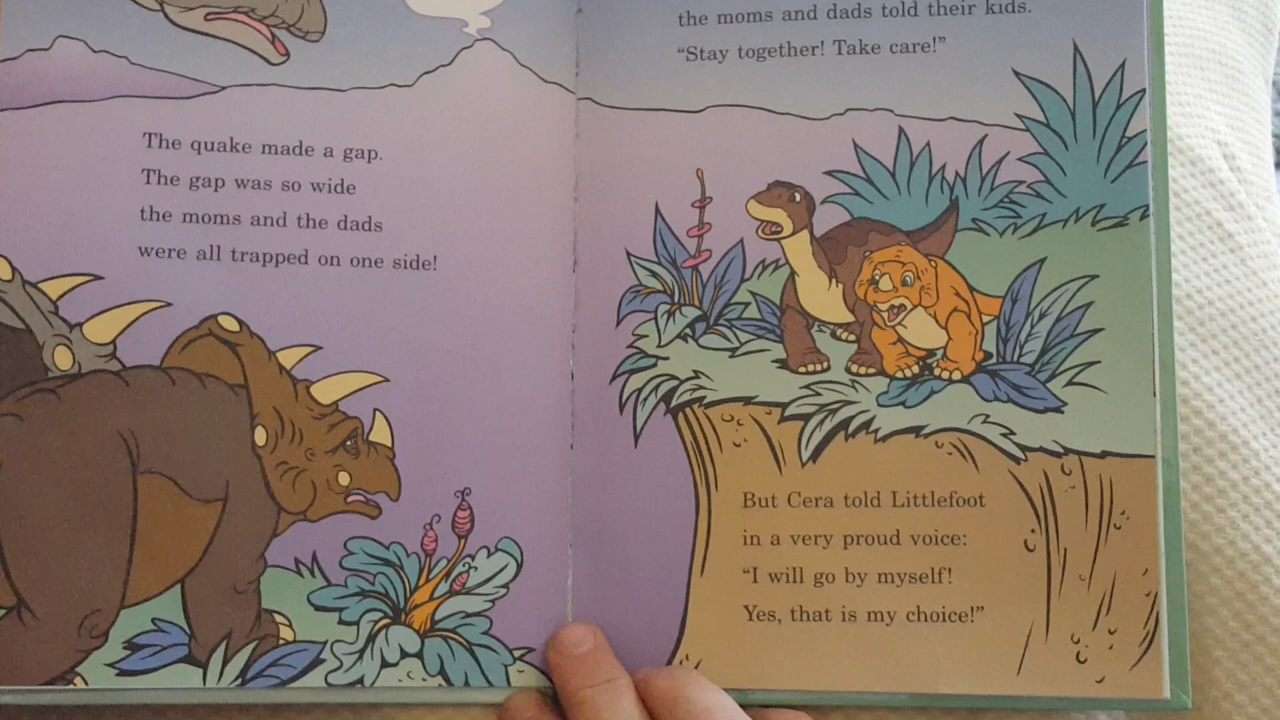 The quake made a gap.
The gap was so wide
the moms and the dads
were all trapped on one side!
the moms and dads told their kids.
“Stay together! Take care!”
But Cera told Littlefoot
in a very proud voice:
“I will go by myself!
Yes, that is my choice!”